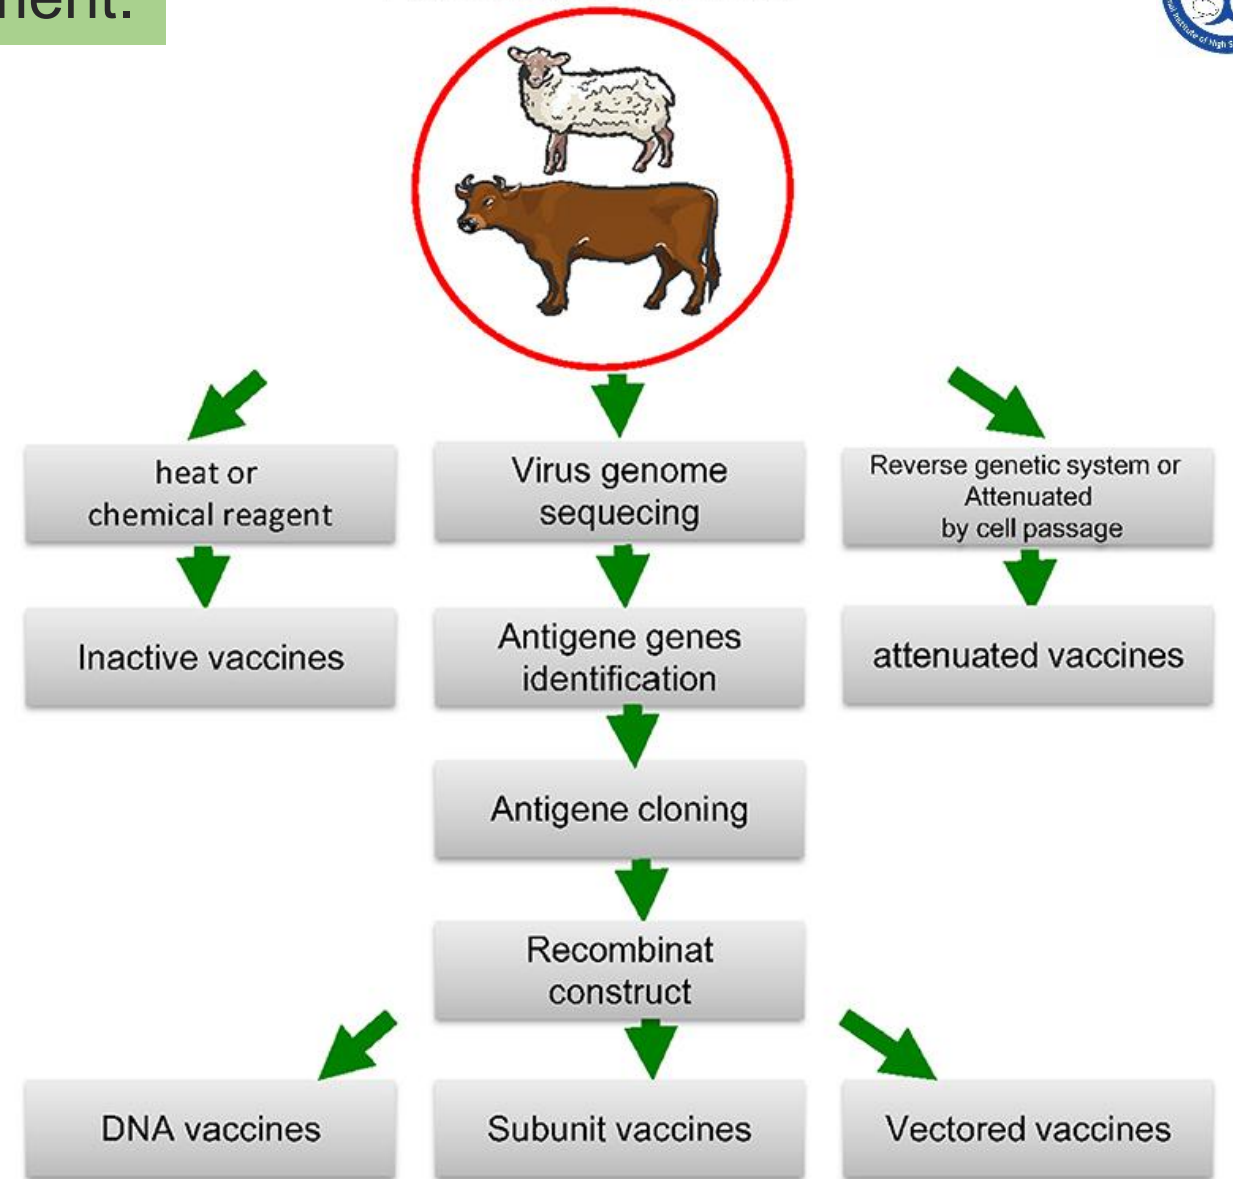 heat or
chemical reagent
Virus genome
sequecing
Reverse genetic system or
Attenuated
by cell passage
Inactive vaccines
Antigene genes
identification
attenuated vaccines
Antigene cloning
Recombinat
construct
DNA vaccines
Subunit vaccines
Vectored vaccines